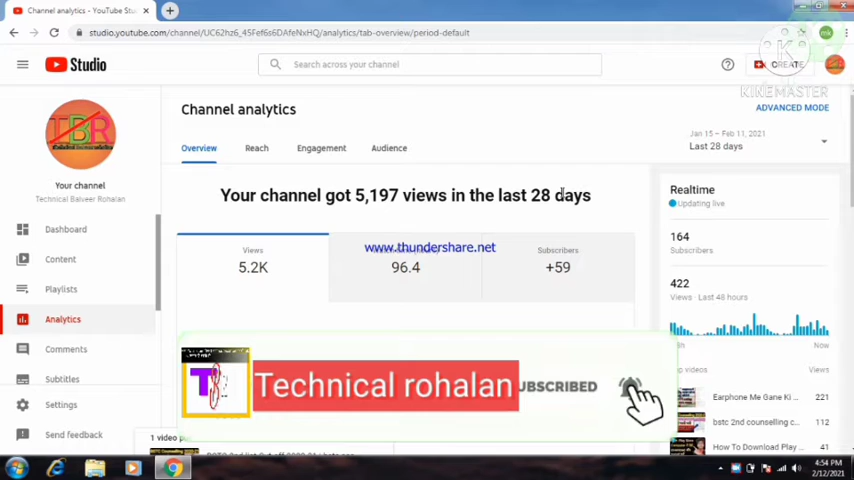 Channel analytics - YouTube Stu
studio.youtube.com/channel/UC62hz6_45Fef6s6DAfeNxHQ/analytics/tab-overview/period-default
mk
Studio
Search across your channel
CREATE
K
KINEMASTER
TBR
Your channel
Technical Balveer Rohalan
Dashboard
Content
Playlists
Analytics
Comments
Subtitles
Settings
Send feedback
Channel analytics
ADVANCED MODE
Overview
Reach
Engagement
Audience
Jan 15 – Feb 11, 2021
Last 28 days
Your channel got 5,197 views in the last 28 days
Views
5.2K
www.thundershare.net
96.4
Subscribers
+59
Realtime
Updating live
164
Subscribers
422
Views · Last 48 hours
Now
Views
Earphone Me Gane Ki ...
112
bstc 2nd counselling c...
221
How To Download Play ...
41
Technical rohalan
UBSCRIBED
4:54 PM
2/12/2021